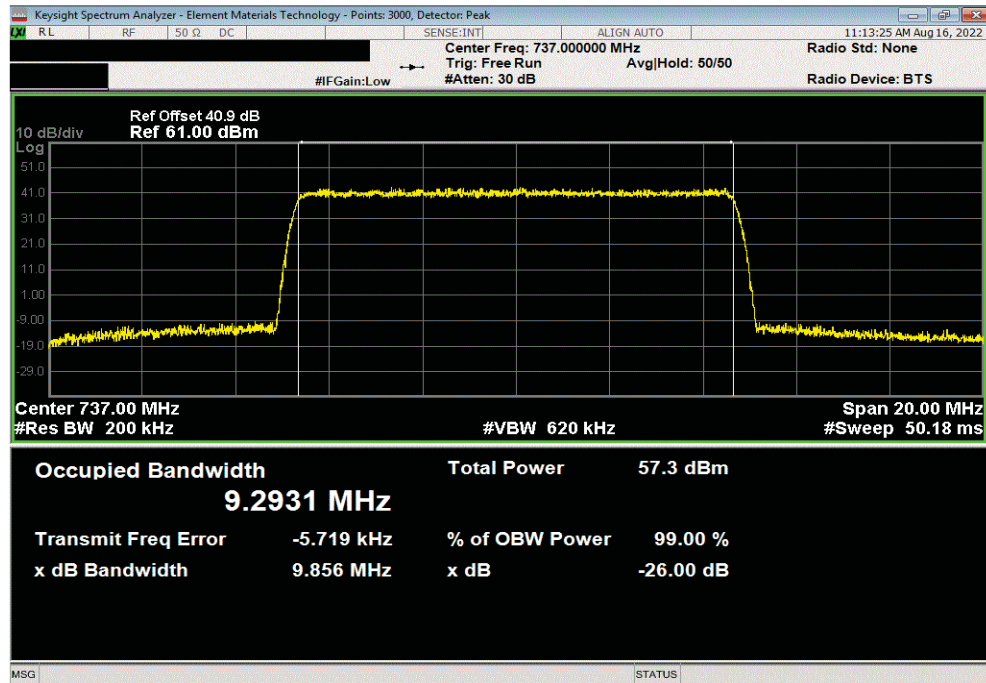 Keysight Spectrum Analyzer - Element Materials Technology - Points: 3000, Detector: Peak
LXI RL RF 50 Ω DC SENSE:INT ALIGN AUTO 11:13:25 AM Aug 16, 2022
Center Freq: 737.000000 MHz Radio Std: None
Trig: Free Run Avg|Hold: 50/50
#IFGain:Low #Atten: 30 dB Radio Device: BTS
Ref Offset 40.9 dB
10 dB/div Ref 61.00 dBm
Log
51.0
41.0
31.0
21.0
11.0
1.00
-9.00
-19.0
-29.0
Center 737.00 MHz Span 20.00 MHz
#Res BW 200 kHz #VBW 620 kHz #Sweep 50.18 ms
Occupied Bandwidth Total Power 57.3 dBm
9.2931 MHz
Transmit Freq Error -5.719 kHz % of OBW Power 99.00 %
x dB Bandwidth 9.856 MHz x dB -26.00 dB
MSG STATUS